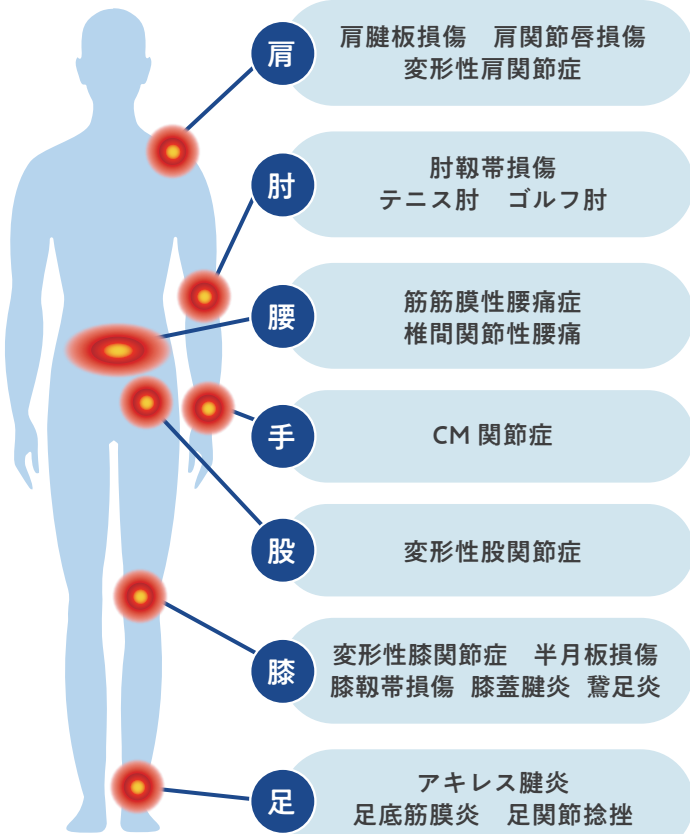 肩
肩腱板損傷　肩関節唇損傷
変形性肩関節症
肘
肘靱帯損傷
テニス肘　ゴルフ肘
腰
筋筋膜性腰痛症
椎間関節性腰痛
手
CM 関節症
股
変形性股関節症
膝
変形性膝関節症　半月板損傷
膝靱帯損傷 膝蓋腱炎 鵞足炎
足
アキレス腱炎
足底筋膜炎　足関節捻挫